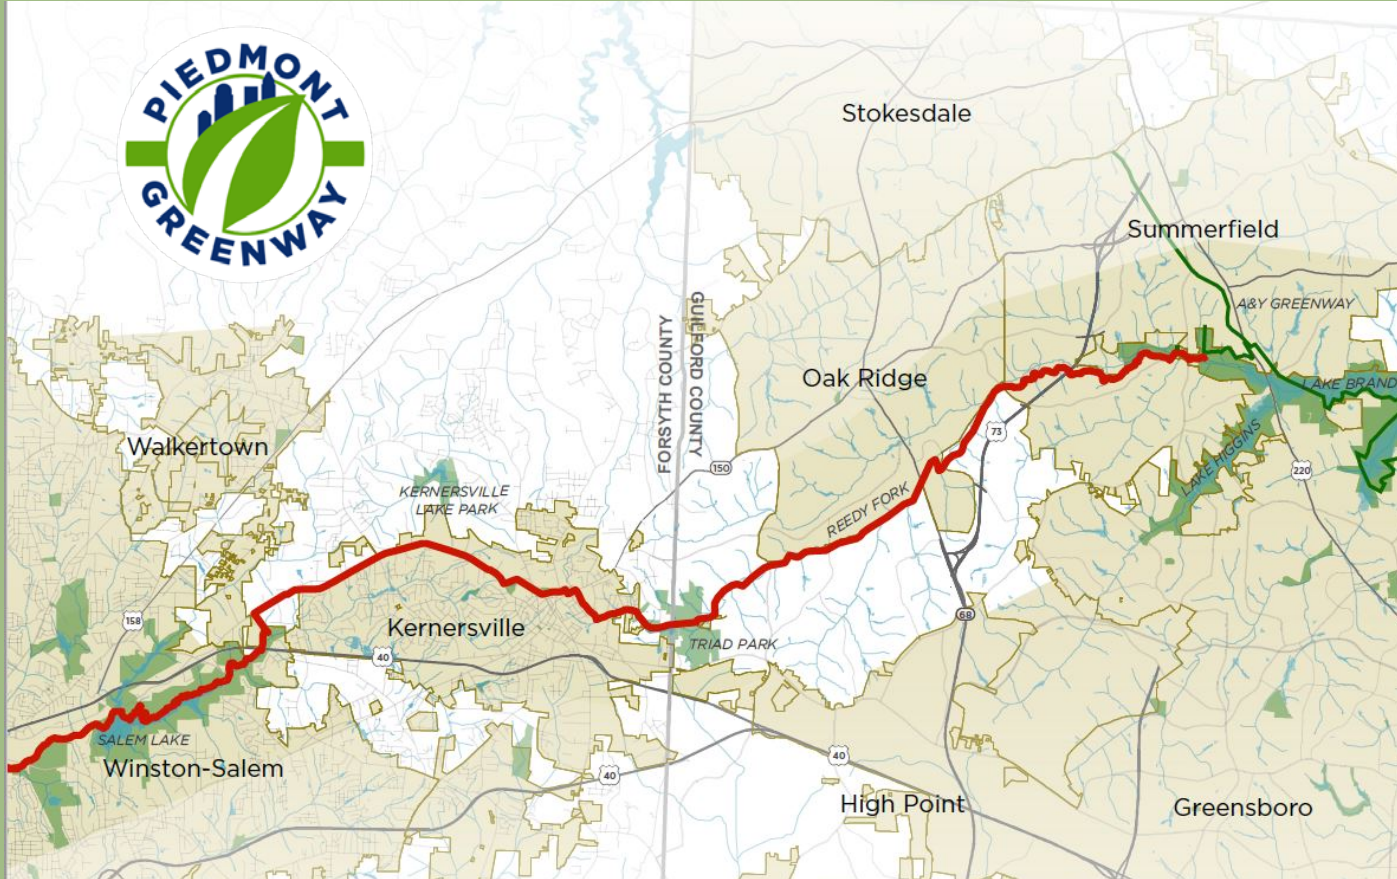 PIEDMONT
GREENWAY
Stokesdale
Summerfield
A&Y GREENWAY
FORSYTH COUNTY
GUILFORD COUNTY
Oak Ridge
LAKE BRAND
Walkertown
73
LAKE HIGGINS
220
150
KERNERSVILLE
LAKE PARK
REEDY FORK
158
Kernersville
68
40
TRIAD PARK
SALEM LAKE
Winston-Salem
40
40
High Point
Greensboro